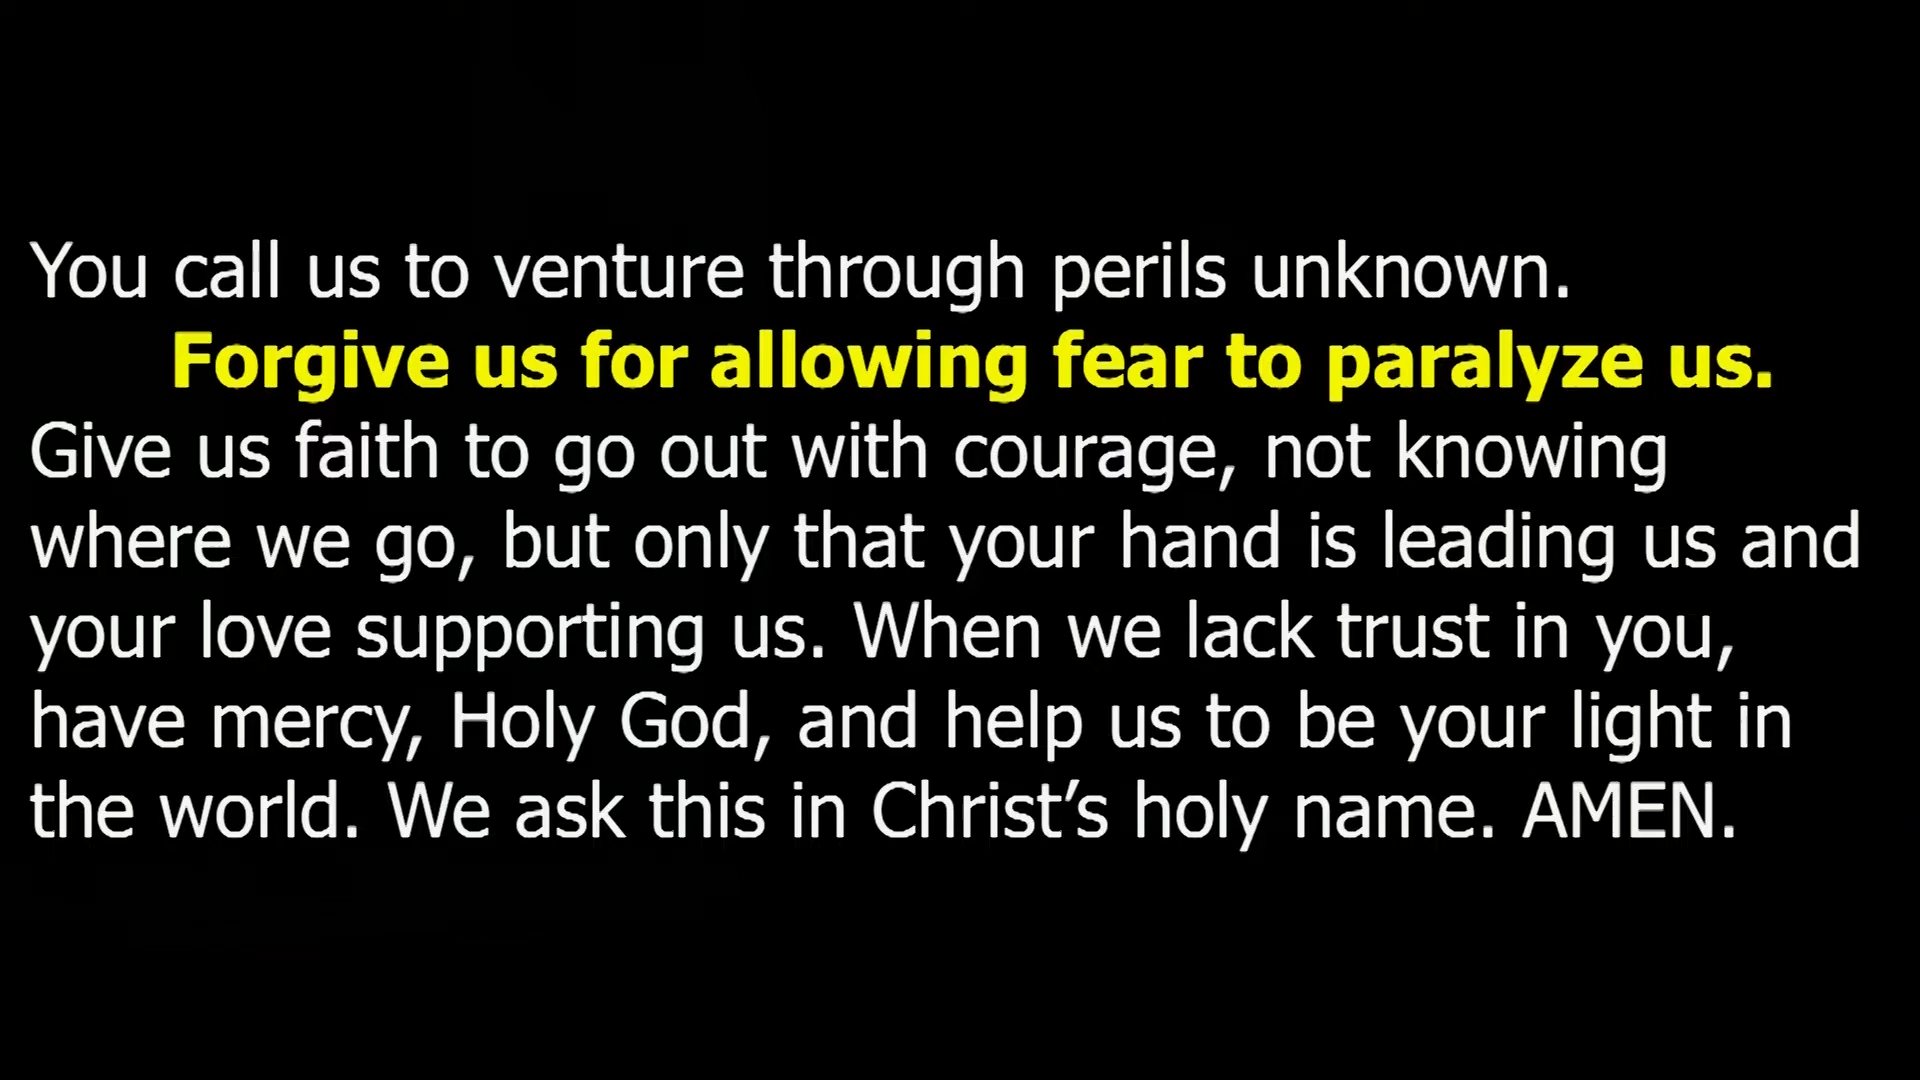 You call us to venture through perils unknown.
Forgive us for allowing fear to paralyze us.
Give us faith to go out with courage, not knowing
where we go, but only that your hand is leading us and
your love supporting us. When we lack trust in you,
have mercy, Holy God, and help us to be your light in
the world. We ask this in Christ’s holy name. AMEN.